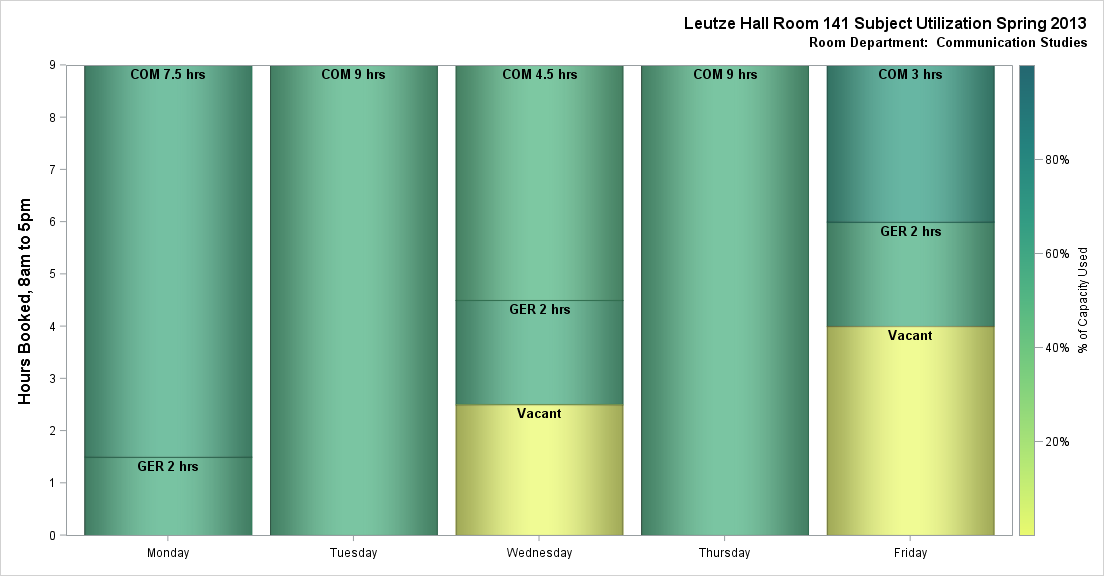 Leutze Hall Room 141 Subject Utilization Spring 2013
Room Department:  Communication Studies
Hours Booked, 8am to 5pm
9
8
7
6
5
4
3
2
1
0
COM 7.5 hrs
GER 2 hrs
COM 9 hrs
COM 4.5 hrs
GER 2 hrs
Vacant
COM 9 hrs
COM 3 hrs
GER 2 hrs
Vacant
Monday
Tuesday
Wednesday
Thursday
Friday
80%
60%
40%
20%
% of Capacity Used